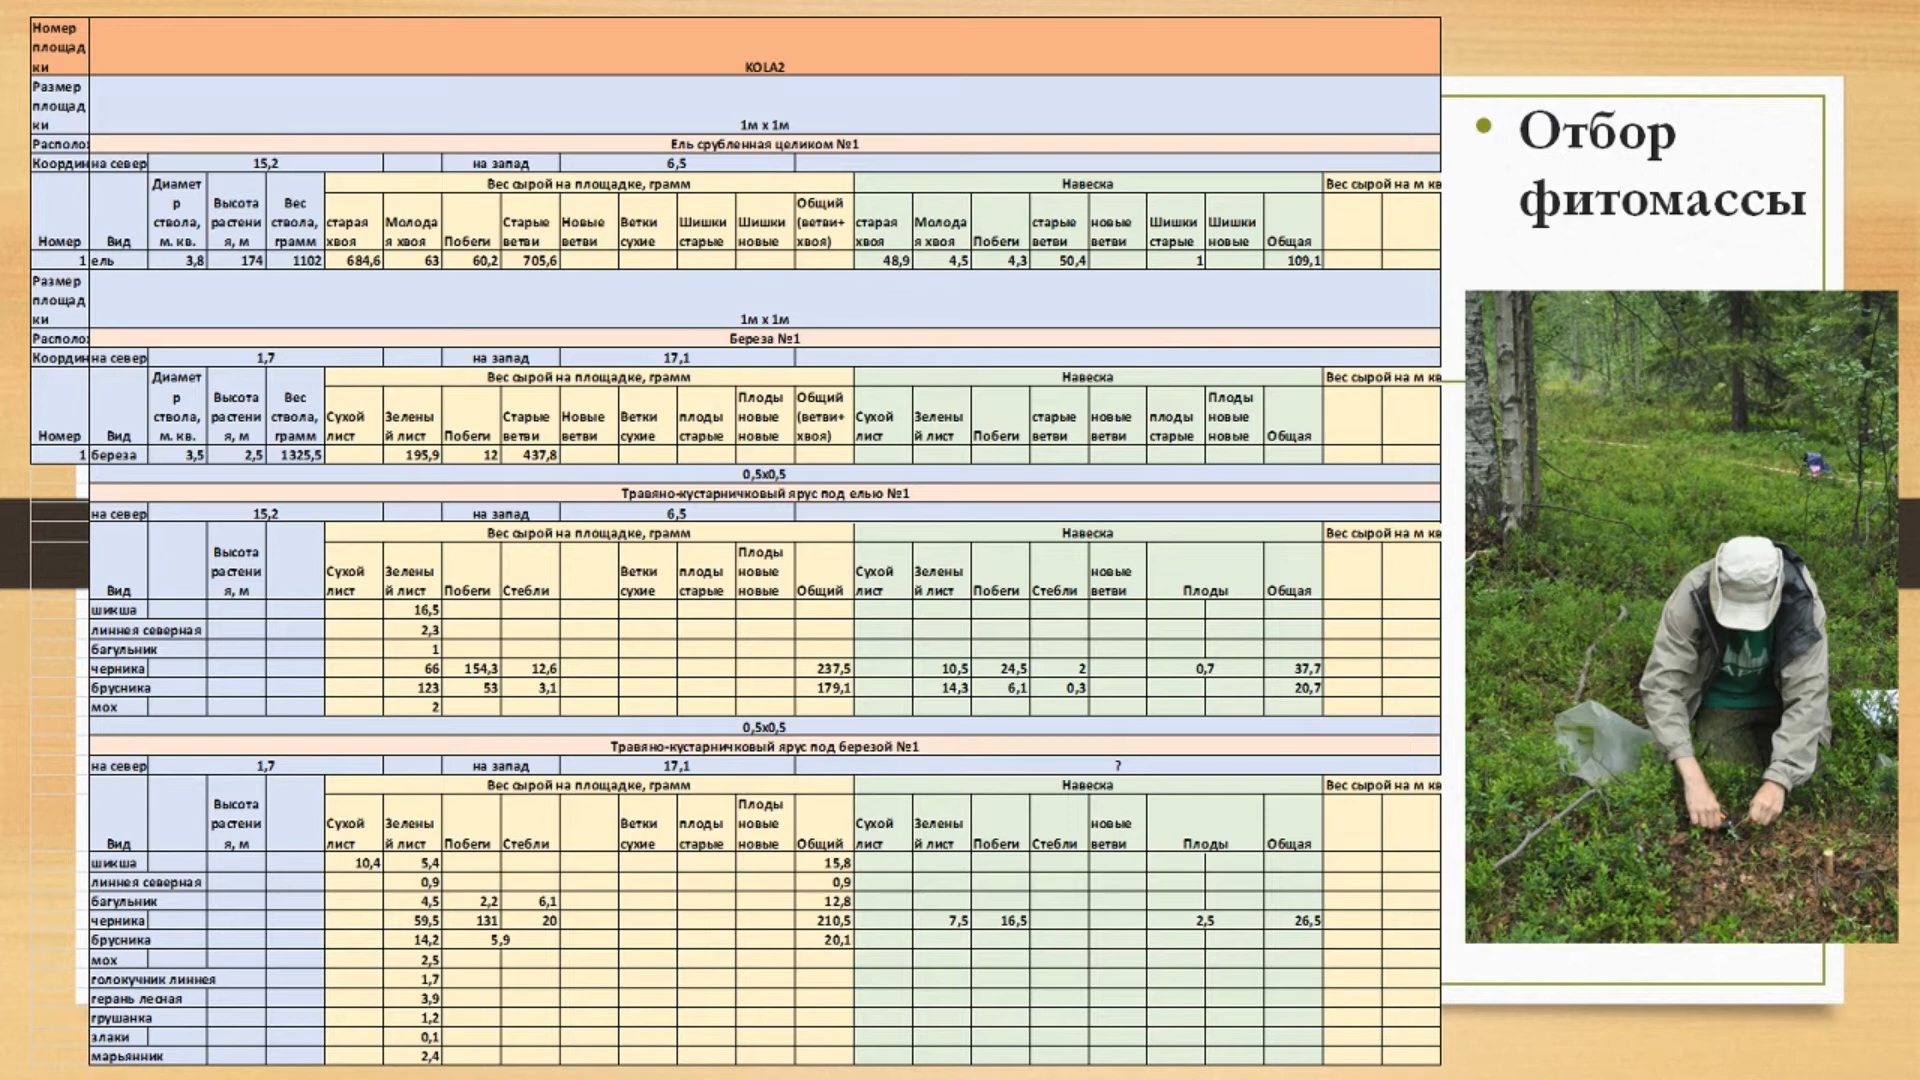 Номер площадки
KOLA2
Размер площадки
1м х 1м
Располо
Ель срубленная целиком №1
Координ на север 15,2 на запад 6,5
Вес сырой на площадке, грамм Навеска Вес сырой на м кв
Номер Вид Диаметр ствола, м. кв. Высота растения, м Вес ствола, грамм старая хвоя Молодая хвоя Побеги Старые ветви Новые ветви Ветки сухие Шишки старые Шишки новые Общий (ветви+хвоя) старая хвоя Молодая хвоя Побеги старые ветви новые ветви Шишки старые Шишки новые Общая
1 ель 3,8 174 1102 684,6 63 60,2 705,6 48,9 4,5 4,3 50,4 1 109,1
Размер площадки
1м х 1м
Располо
Береза №1
Координ на север 1,7 на запад 17,1
Вес сырой на площадке, грамм Навеска Вес сырой на м кв
Номер Вид Диаметр ствола, м. кв. Высота растения, м Вес ствола, грамм Сухой лист Зеленый лист Побеги Старые ветви Новые ветви Ветки сухие плоды старые Плоды новые новые Общий (ветви+хвоя) Сухой лист Зеленый лист Побеги старые ветви новые ветви плоды старые Плоды новые новые Общая
1 береза 3,5 2,5 1325,5 195,9 12 437,8
0,5х0,5
Травяно-кустарничковый ярус под елью №1
на север 15,2 на запад 6,5
Вес сырой на площадке, грамм Навеска Вес сырой на м кв
Вид Высота растения, м Сухой лист Зеленый лист Побеги Стебли Ветки сухие плоды старые Плоды новые новые Общий Сухой лист Зеленый лист Побеги Стебли новые ветви Плоды Общая
шикша 16,5
линнея северная 2,3
багульник 1
черника 66 154,3 12,6 237,5 10,5 24,5 2 0,7 37,7
брусника 123 53 3,1 179,1 14,3 6,1 0,3 20,7
мох 2
0,5х0,5
Травяно-кустарничковый ярус под березой №1
на север 1,7 на запад 17,1 ?
Вес сырой на площадке, грамм Навеска Вес сырой на м кв
Вид Высота растения, м Сухой лист Зеленый лист Побеги Стебли Ветки сухие плоды старые Плоды новые новые Общий Сухой лист Зеленый лист Побеги Стебли новые ветви Плоды Общая
шикша 10,4 5,4 15,8
линнея северная 0,9 0,9
багульник 4,5 2,2 6,1 12,8
черника 59,5 131 20 210,5 7,5 16,5 2,5 26,5
брусника 14,2 5,9 20,1
мох 2,5
голокучник линнея 1,7
герань лесная 3,9
грушанка 1,2
злаки 0,1
марьянник 2,4
• Отбор
фитомассы